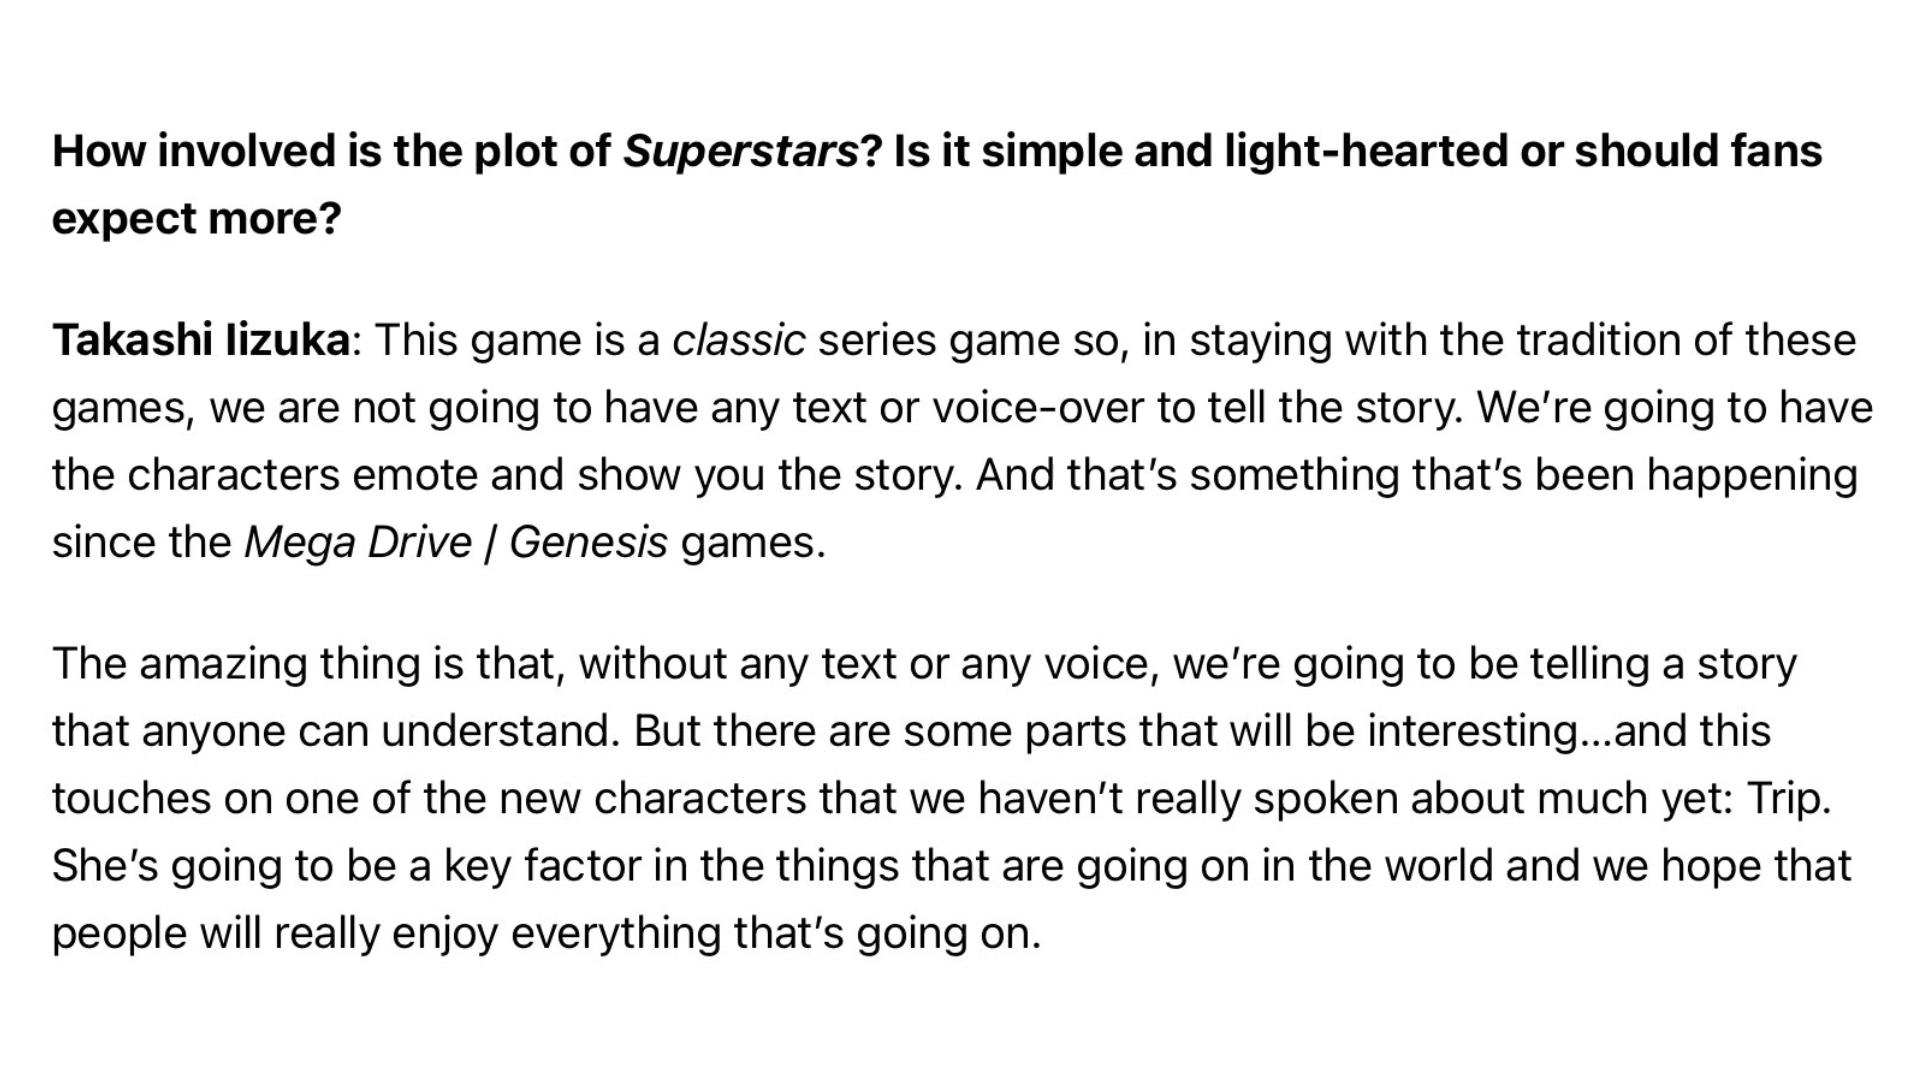 How involved is the plot of Superstars? Is it simple and light-hearted or should fans
expect more?
Takashi Iizuka: This game is a classic series game so, in staying with the tradition of these
games, we are not going to have any text or voice-over to tell the story. We’re going to have
the characters emote and show you the story. And that’s something that’s been happening
since the Mega Drive / Genesis games.
The amazing thing is that, without any text or any voice, we’re going to be telling a story
that anyone can understand. But there are some parts that will be interesting...and this
touches on one of the new characters that we haven’t really spoken about much yet: Trip.
She’s going to be a key factor in the things that are going on in the world and we hope that
people will really enjoy everything that’s going on.